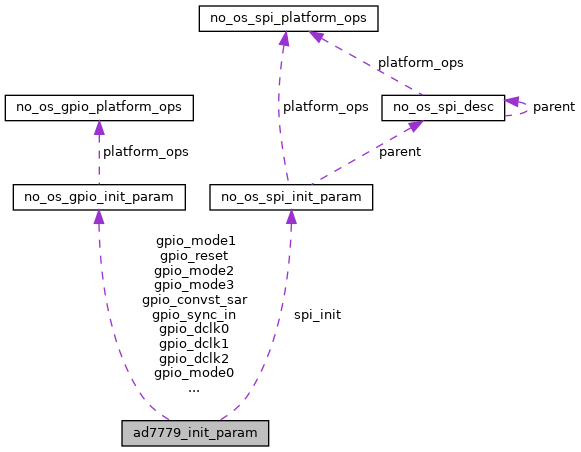 no_os_spi_platform_ops
platform_ops
no_os_gpio_platform_ops
platform_ops
no_os_spi_desc
parent
platform_ops
parent
no_os_gpio_init_param
no_os_spi_init_param
gpio_mode1
gpio_reset
gpio_mode2
gpio_mode3
gpio_convst_sar
gpio_sync_in
gpio_dclk0
gpio_dclk1
gpio_dclk2
gpio_mode0
...
spi_init
ad7779_init_param